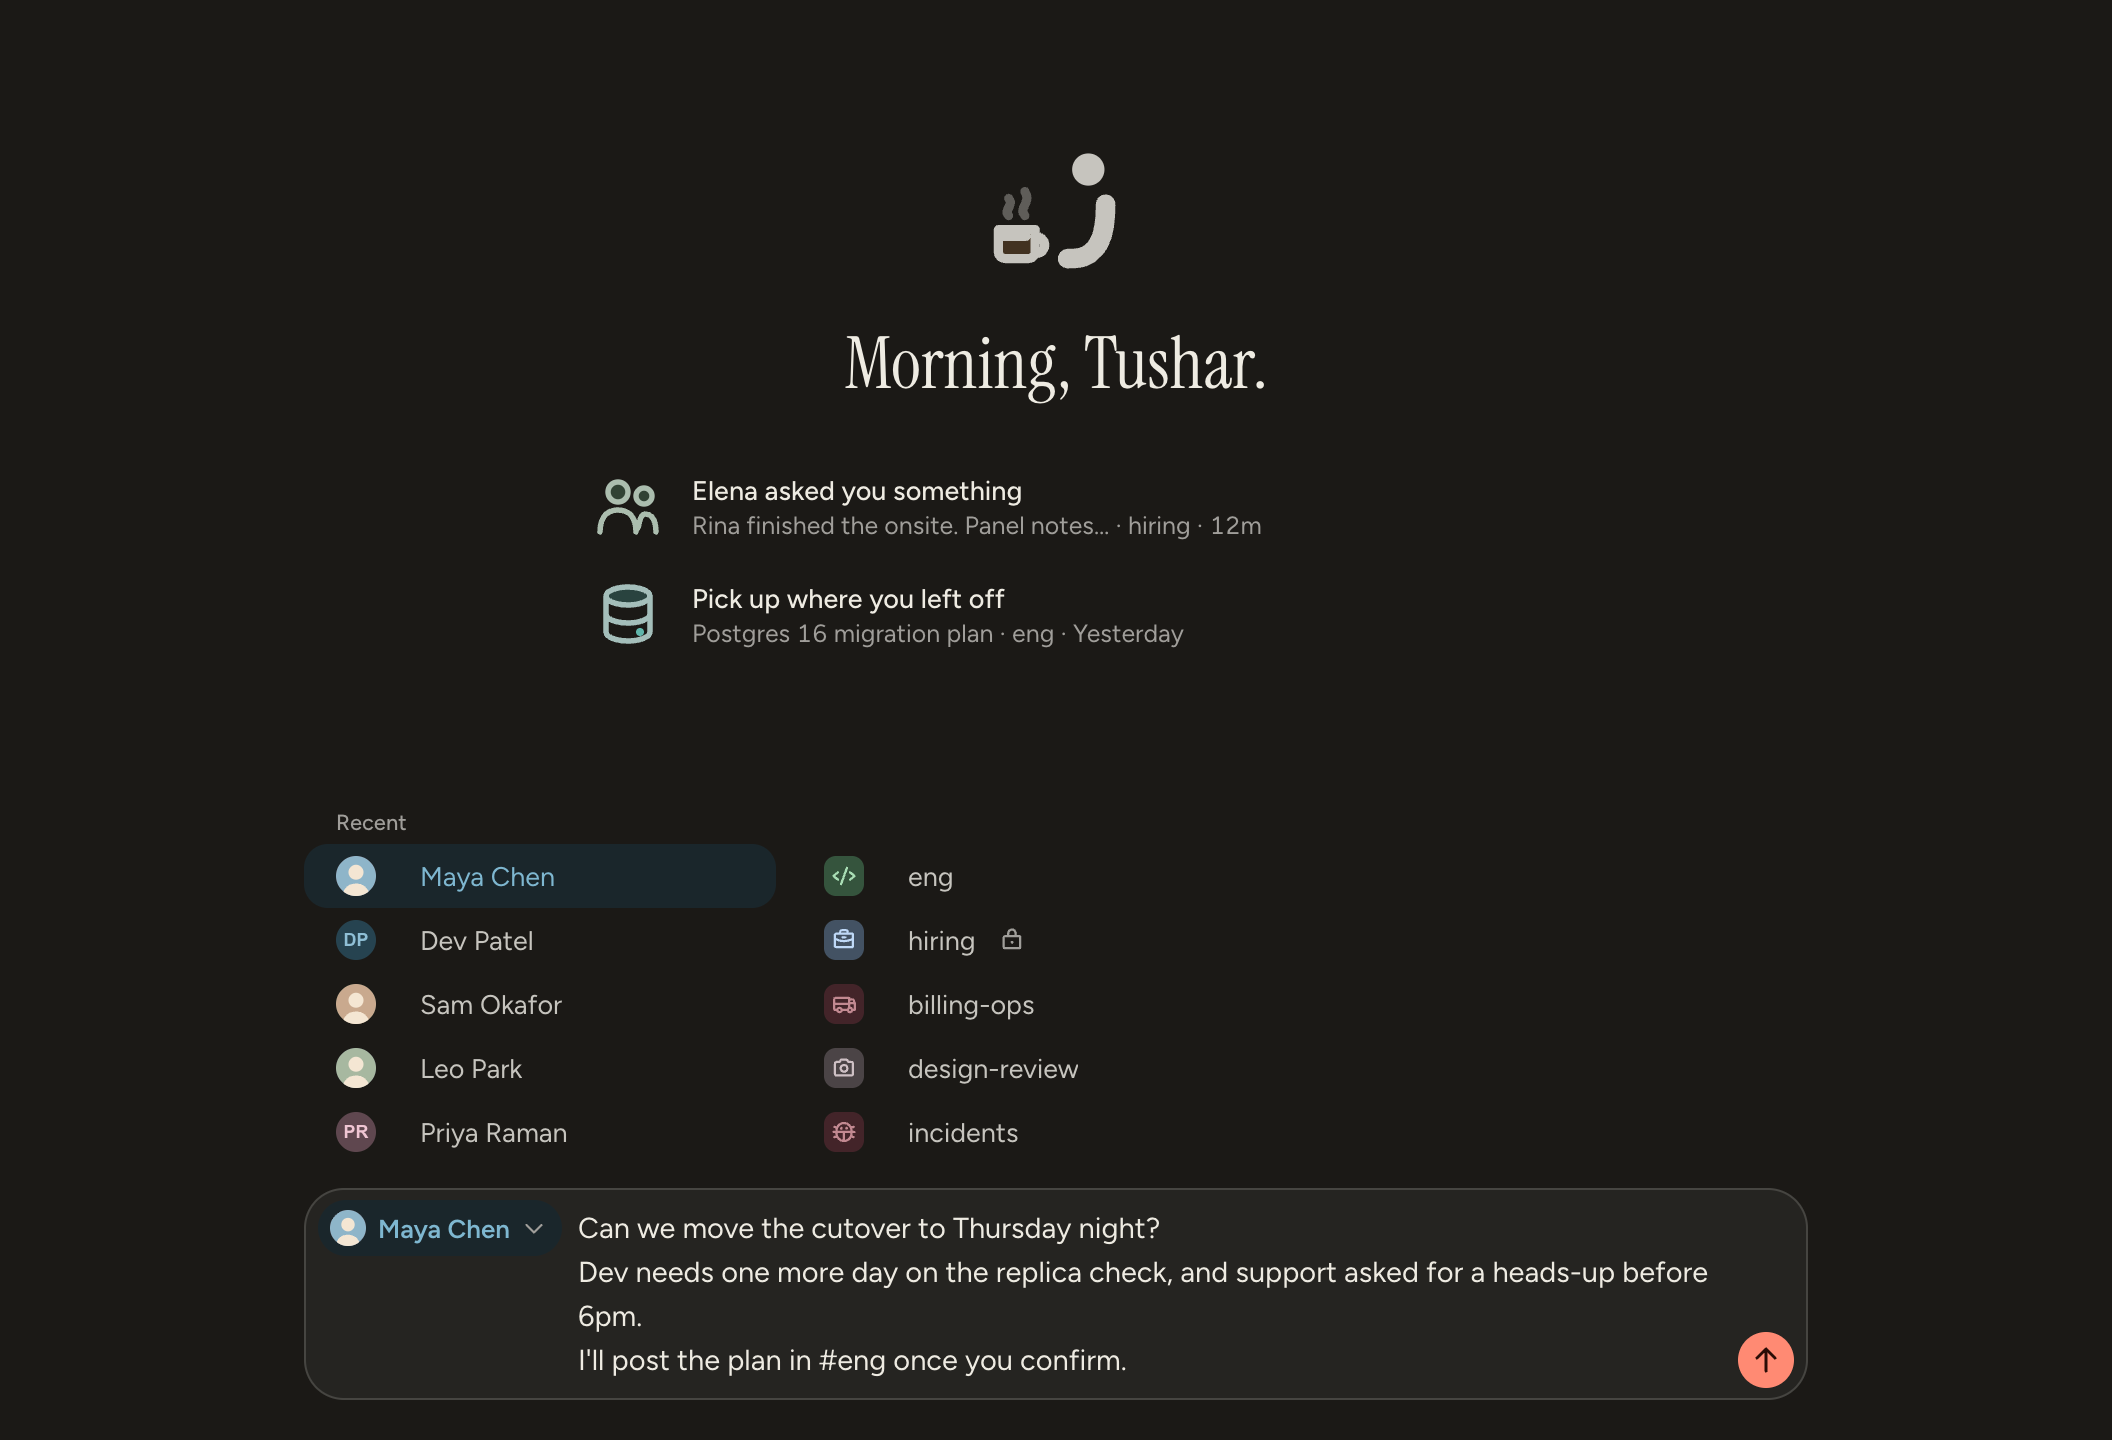 Morning, Tushar.
Elena asked you something
Rina finished the onsite. Panel notes... · hiring · 12m
Pick up where you left off
Postgres 16 migration plan · eng · Yesterday
Recent
Maya Chen
eng
DP Dev Patel
hiring
Sam Okafor
billing-ops
Leo Park
design-review
PR Priya Raman
incidents
Maya Chen
Can we move the cutover to Thursday night?
Dev needs one more day on the replica check, and support asked for a heads-up before
6pm.
I'll post the plan in #eng once you confirm.